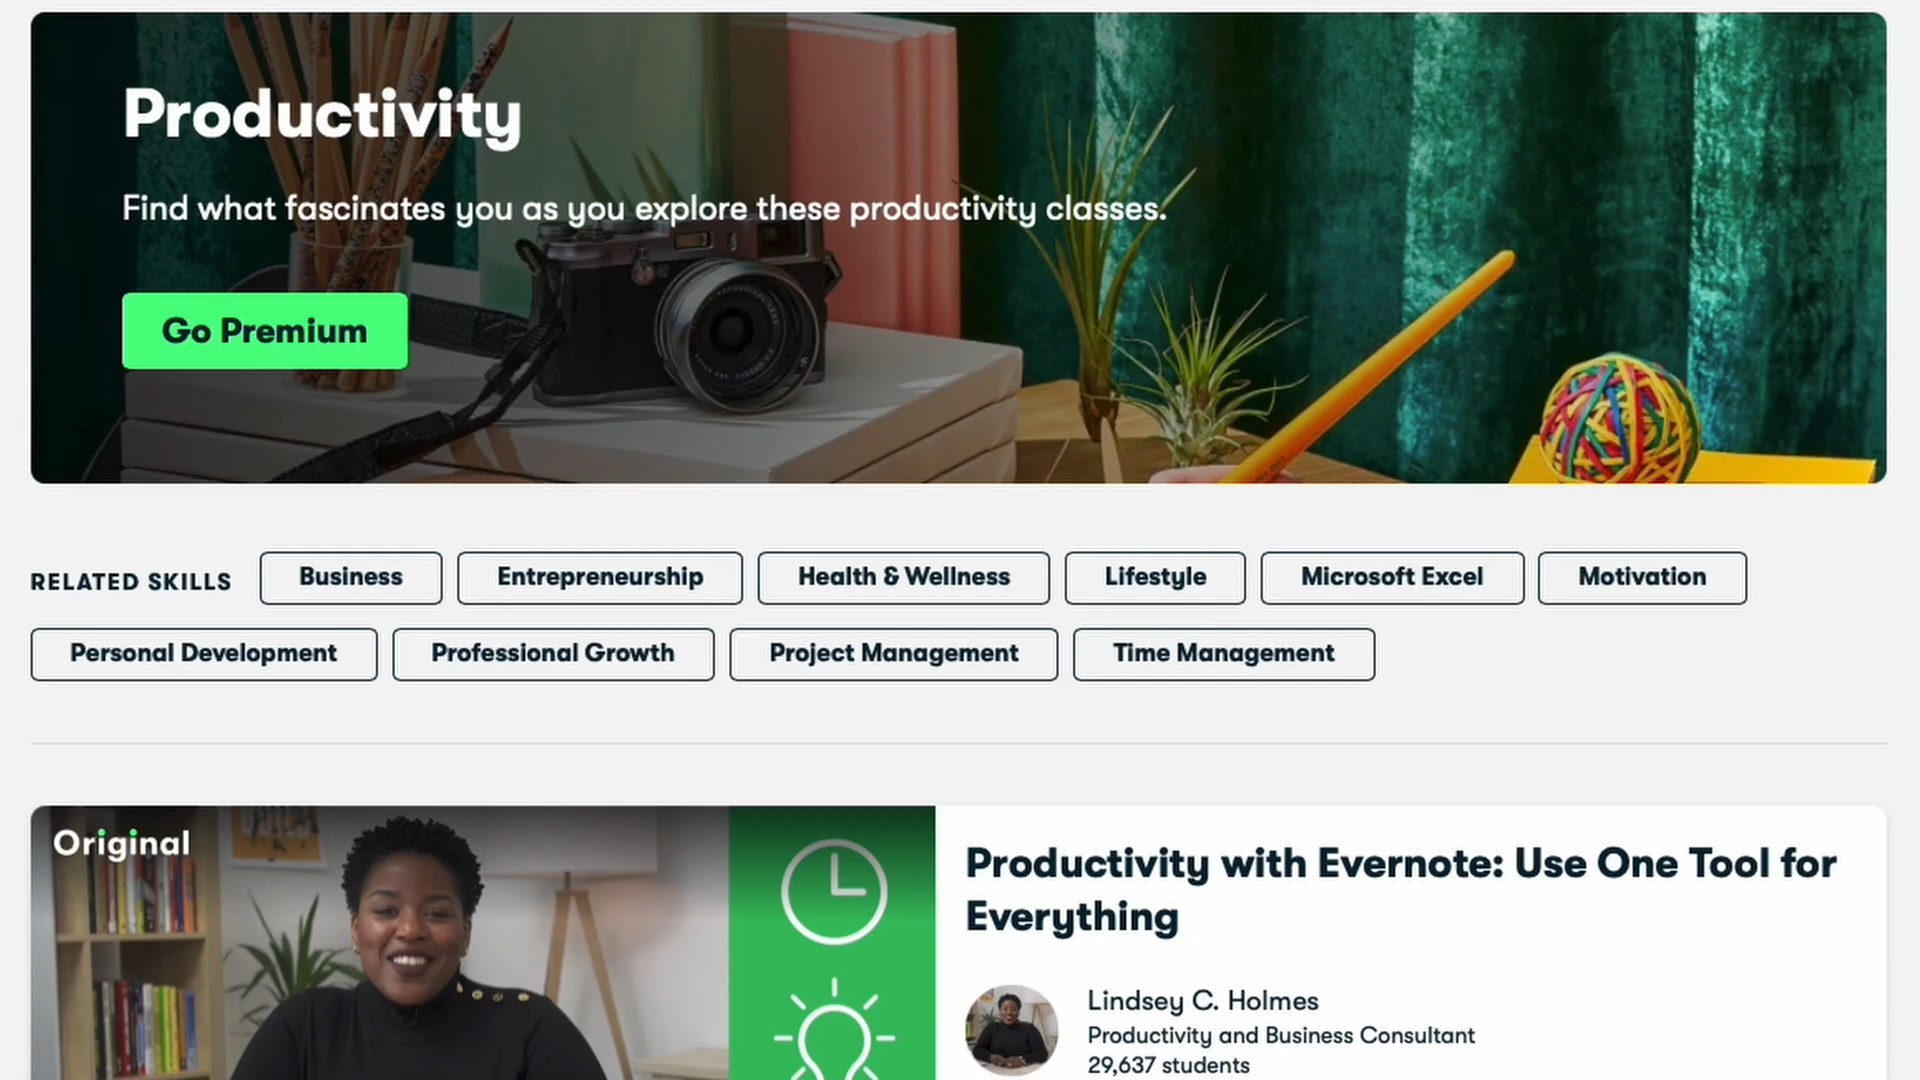 Productivity
Find what fascinates you as you explore these productivity classes.
Go Premium
RELATED SKILLS
Business
Entrepreneurship
Health & Wellness
Lifestyle
Microsoft Excel
Motivation
Personal Development
Professional Growth
Project Management
Time Management
Original
Productivity with Evernote: Use One Tool for
Everything
Lindsey C. Holmes
Productivity and Business Consultant
29,637 students